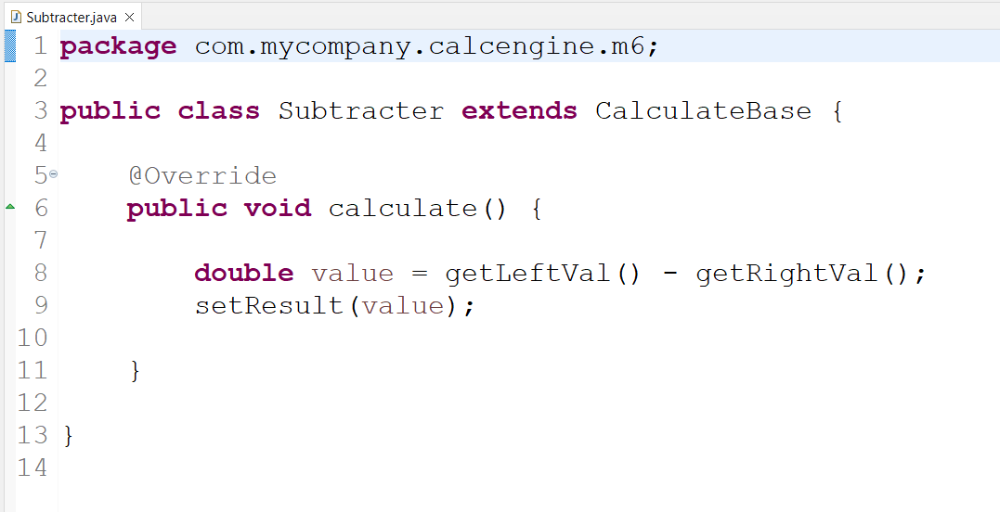 Subtracter.java
1 package com.mycompany.calcengine.m6;
2
3 public class Subtracter extends CalculateBase {
4
5     @Override
6     public void calculate() {
7
8         double value = getLeftVal() - getRightVal();
9         setResult(value);
10
11     }
12
13 }
14